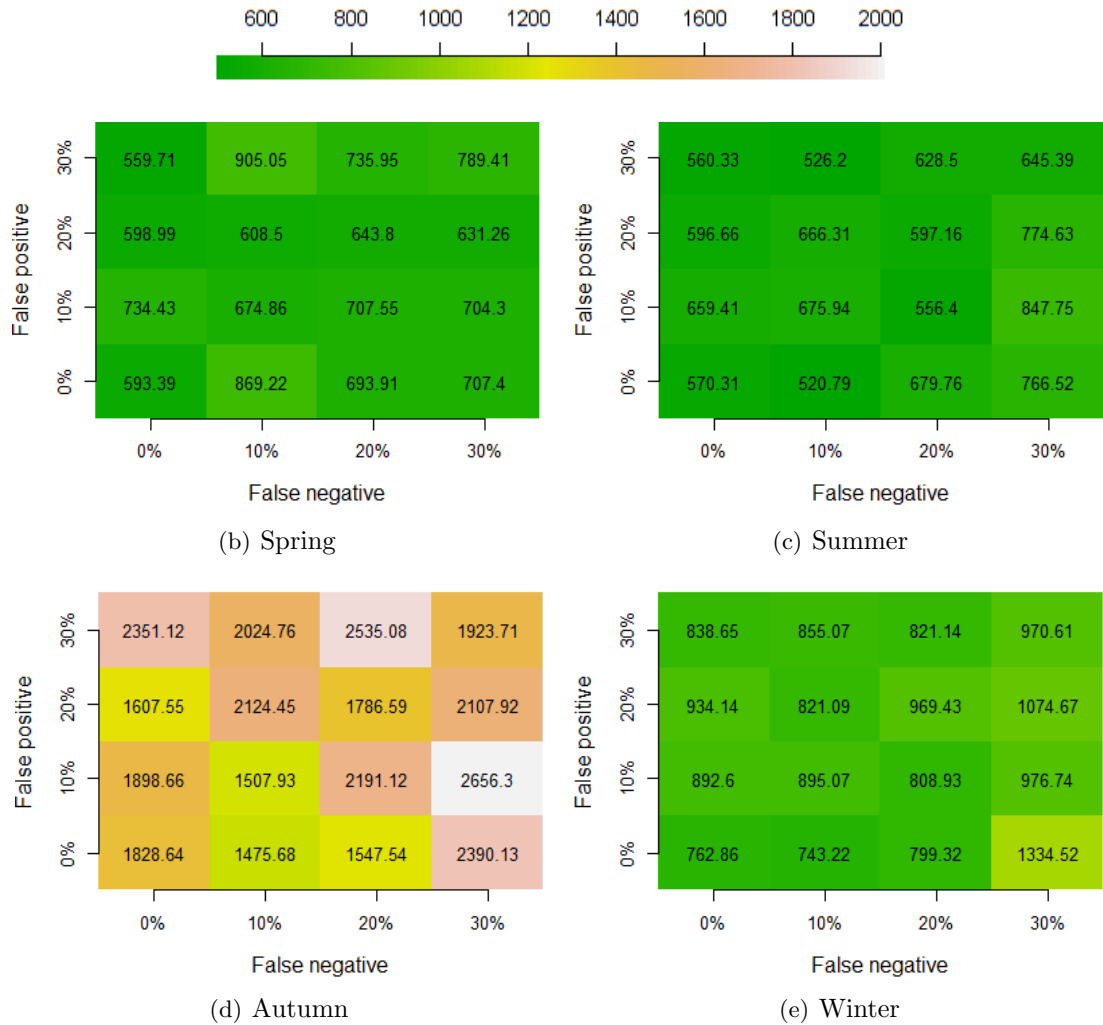 600 800 1000 1200 1400 1600 1800 2000
False positive
30% 559.71 905.05 735.95 789.41
20% 598.99 608.5 643.8 631.26
10% 734.43 674.86 707.55 704.3
0% 593.39 869.22 693.91 707.4
0% 10% 20% 30%
False negative
(b) Spring
False positive
30% 560.33 526.2 628.5 645.39
20% 596.66 666.31 597.16 774.63
10% 659.41 675.94 556.4 847.75
0% 570.31 520.79 679.76 766.52
0% 10% 20% 30%
False negative
(c) Summer
False positive
30% 2351.12 2024.76 2535.08 1923.71
20% 1607.55 2124.45 1786.59 2107.92
10% 1898.66 1507.93 2191.12 2656.3
0% 1828.64 1475.68 1547.54 2390.13
0% 10% 20% 30%
False negative
(d) Autumn
False positive
30% 838.65 855.07 821.14 970.61
20% 934.14 821.09 969.43 1074.67
10% 892.6 895.07 808.93 976.74
0% 762.86 743.22 799.32 1334.52
0% 10% 20% 30%
False negative
(e) Winter